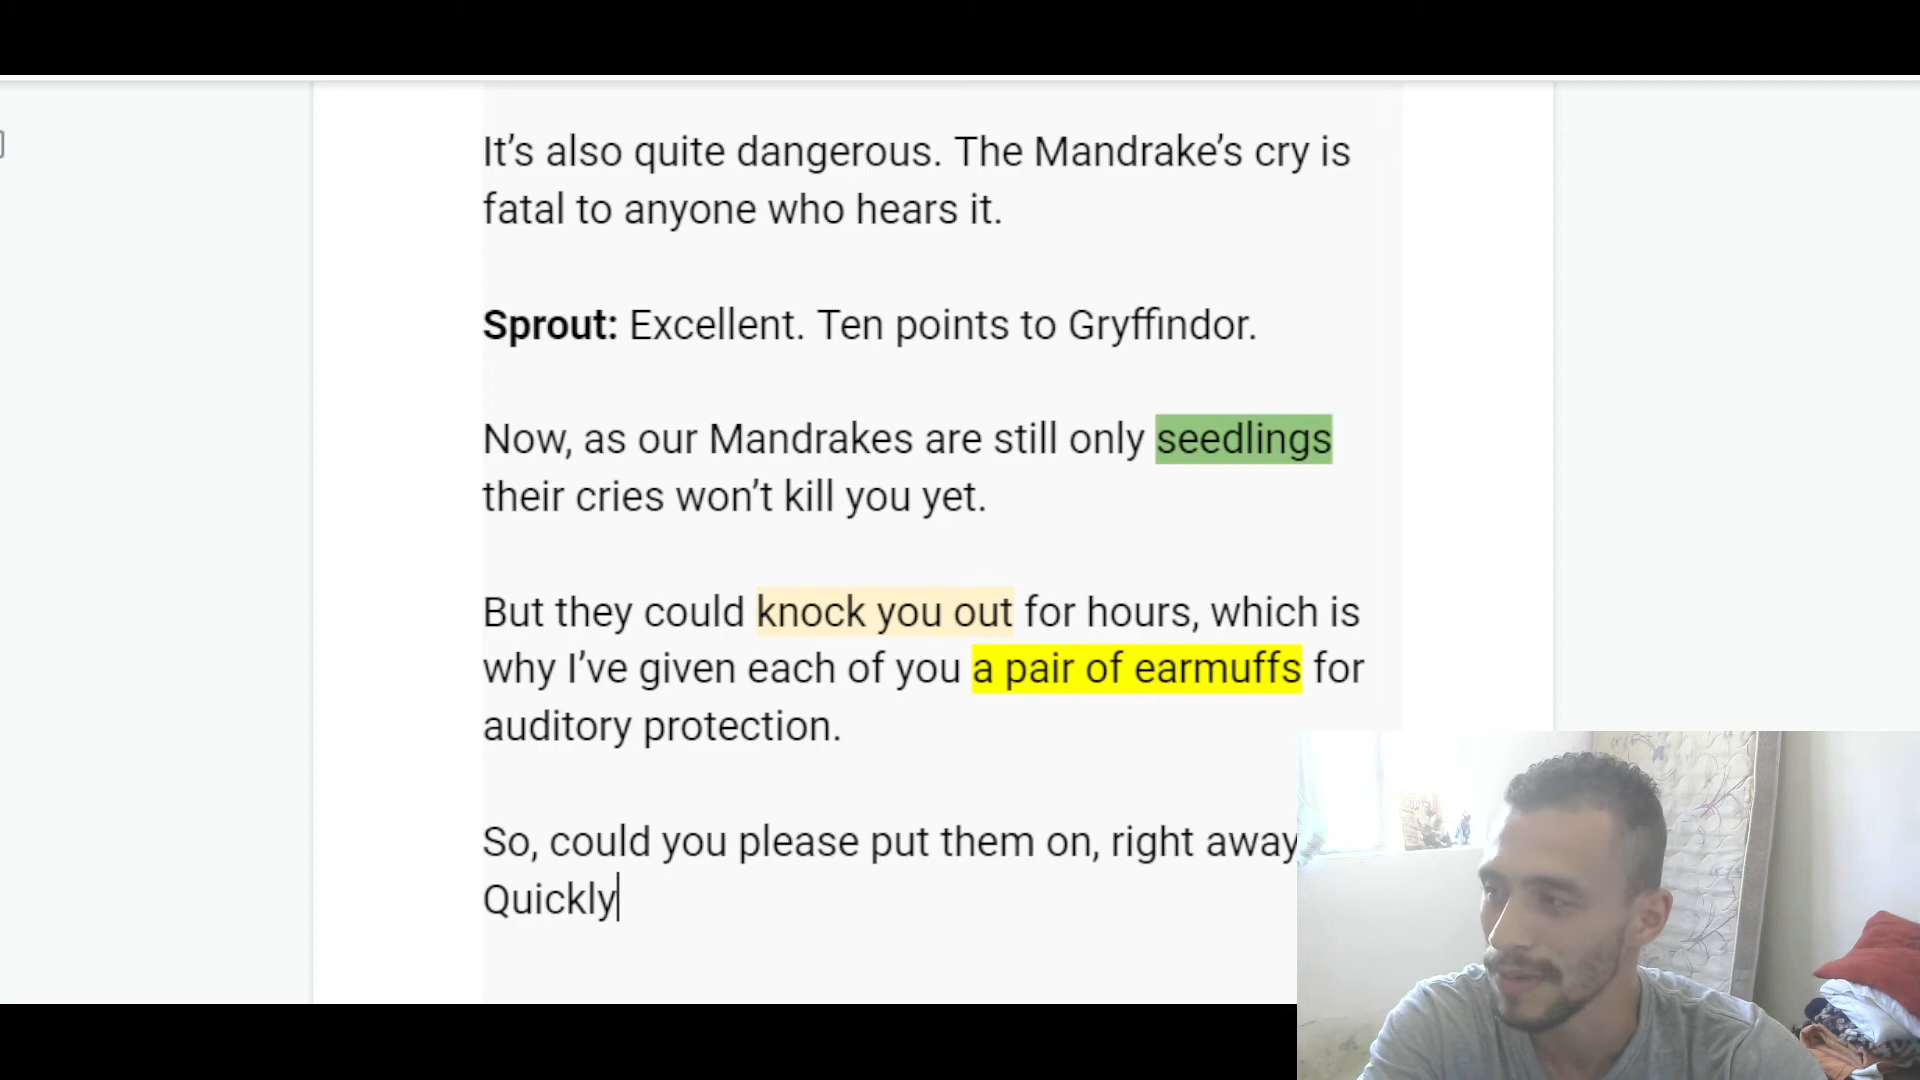 It’s also quite dangerous. The Mandrake’s cry is
fatal to anyone who hears it.
Sprout: Excellent. Ten points to Gryffindor.
Now, as our Mandrakes are still only seedlings
their cries won’t kill you yet.
But they could knock you out for hours, which is
why I’ve given each of you a pair of earmuffs for
auditory protection.
So, could you please put them on, right away
Quickly